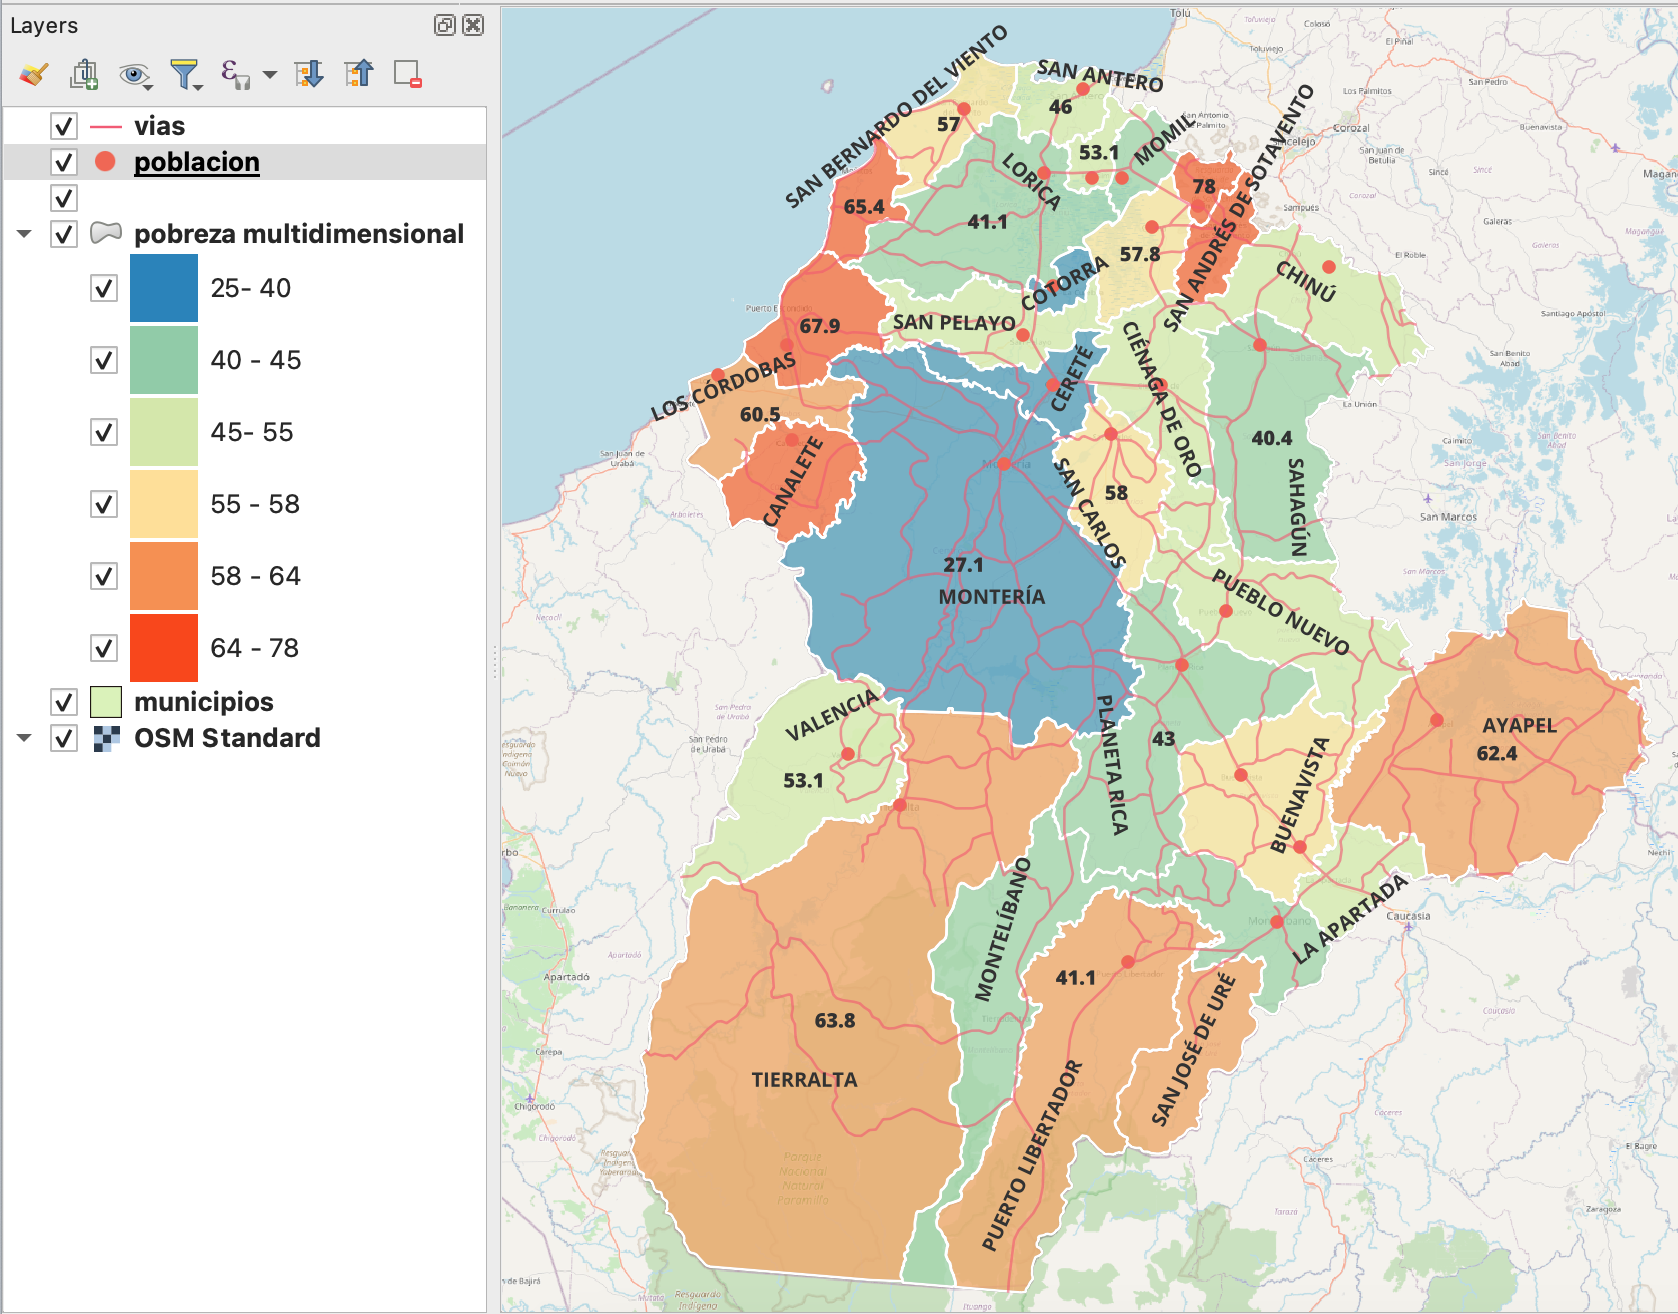 Layers
vias
poblacion
pobreza multidimensional
25- 40
40 - 45
45- 55
55 - 58
58 - 64
64 - 78
municipios
OSM Standard
SAN BERNARDO DEL VIENTO
57
SAN ANTERO
46
MOMIL
53.1
LORICA
41.1
65.4
78
SAN ANDRÉS DE SOTAVENTO
57.8
COTORRA
CHINÚ
SAN PELAYO
67.9
LOS CÓRDOBAS
60.5
CANALETE
CERETÉ
CIÉNAGA DE ORO
40.4
SAHAGÚN
SAN CARLOS
58
27.1
MONTERÍA
PUEBLO NUEVO
VALENCIA
53.1
PLANETA RICA
43
BUENAVISTA
AYAPEL
62.4
MONTELÍBANO
LA APARTADA
41.1
SAN JOSÉ DE URÉ
63.8
TIERRALTA
PUERTO LIBERTADOR
Tolú
Toluviejo
Coloso
El Piñal
San Pedro
Los Palmitos
Buenavista
Corozal
San Juan de
Betulia
Sincé
Galeras
Sampués
El Roble
Santiago Apóstol
San Benito
Abad
La Unión
Caimito
San Marcos
San Juan de
Urabá
Arboletes
Necoclí
San Pedro
de Urabá
Currulao
Apartadó
Carepa
Chigorodó
Parque
Nacional
Natural
Paramillo
Resguardo
Indígena
Caucasia
Nechí
Cáceres
Tarazá
El Bagre
Zaragoza
Ituango
Mutatá